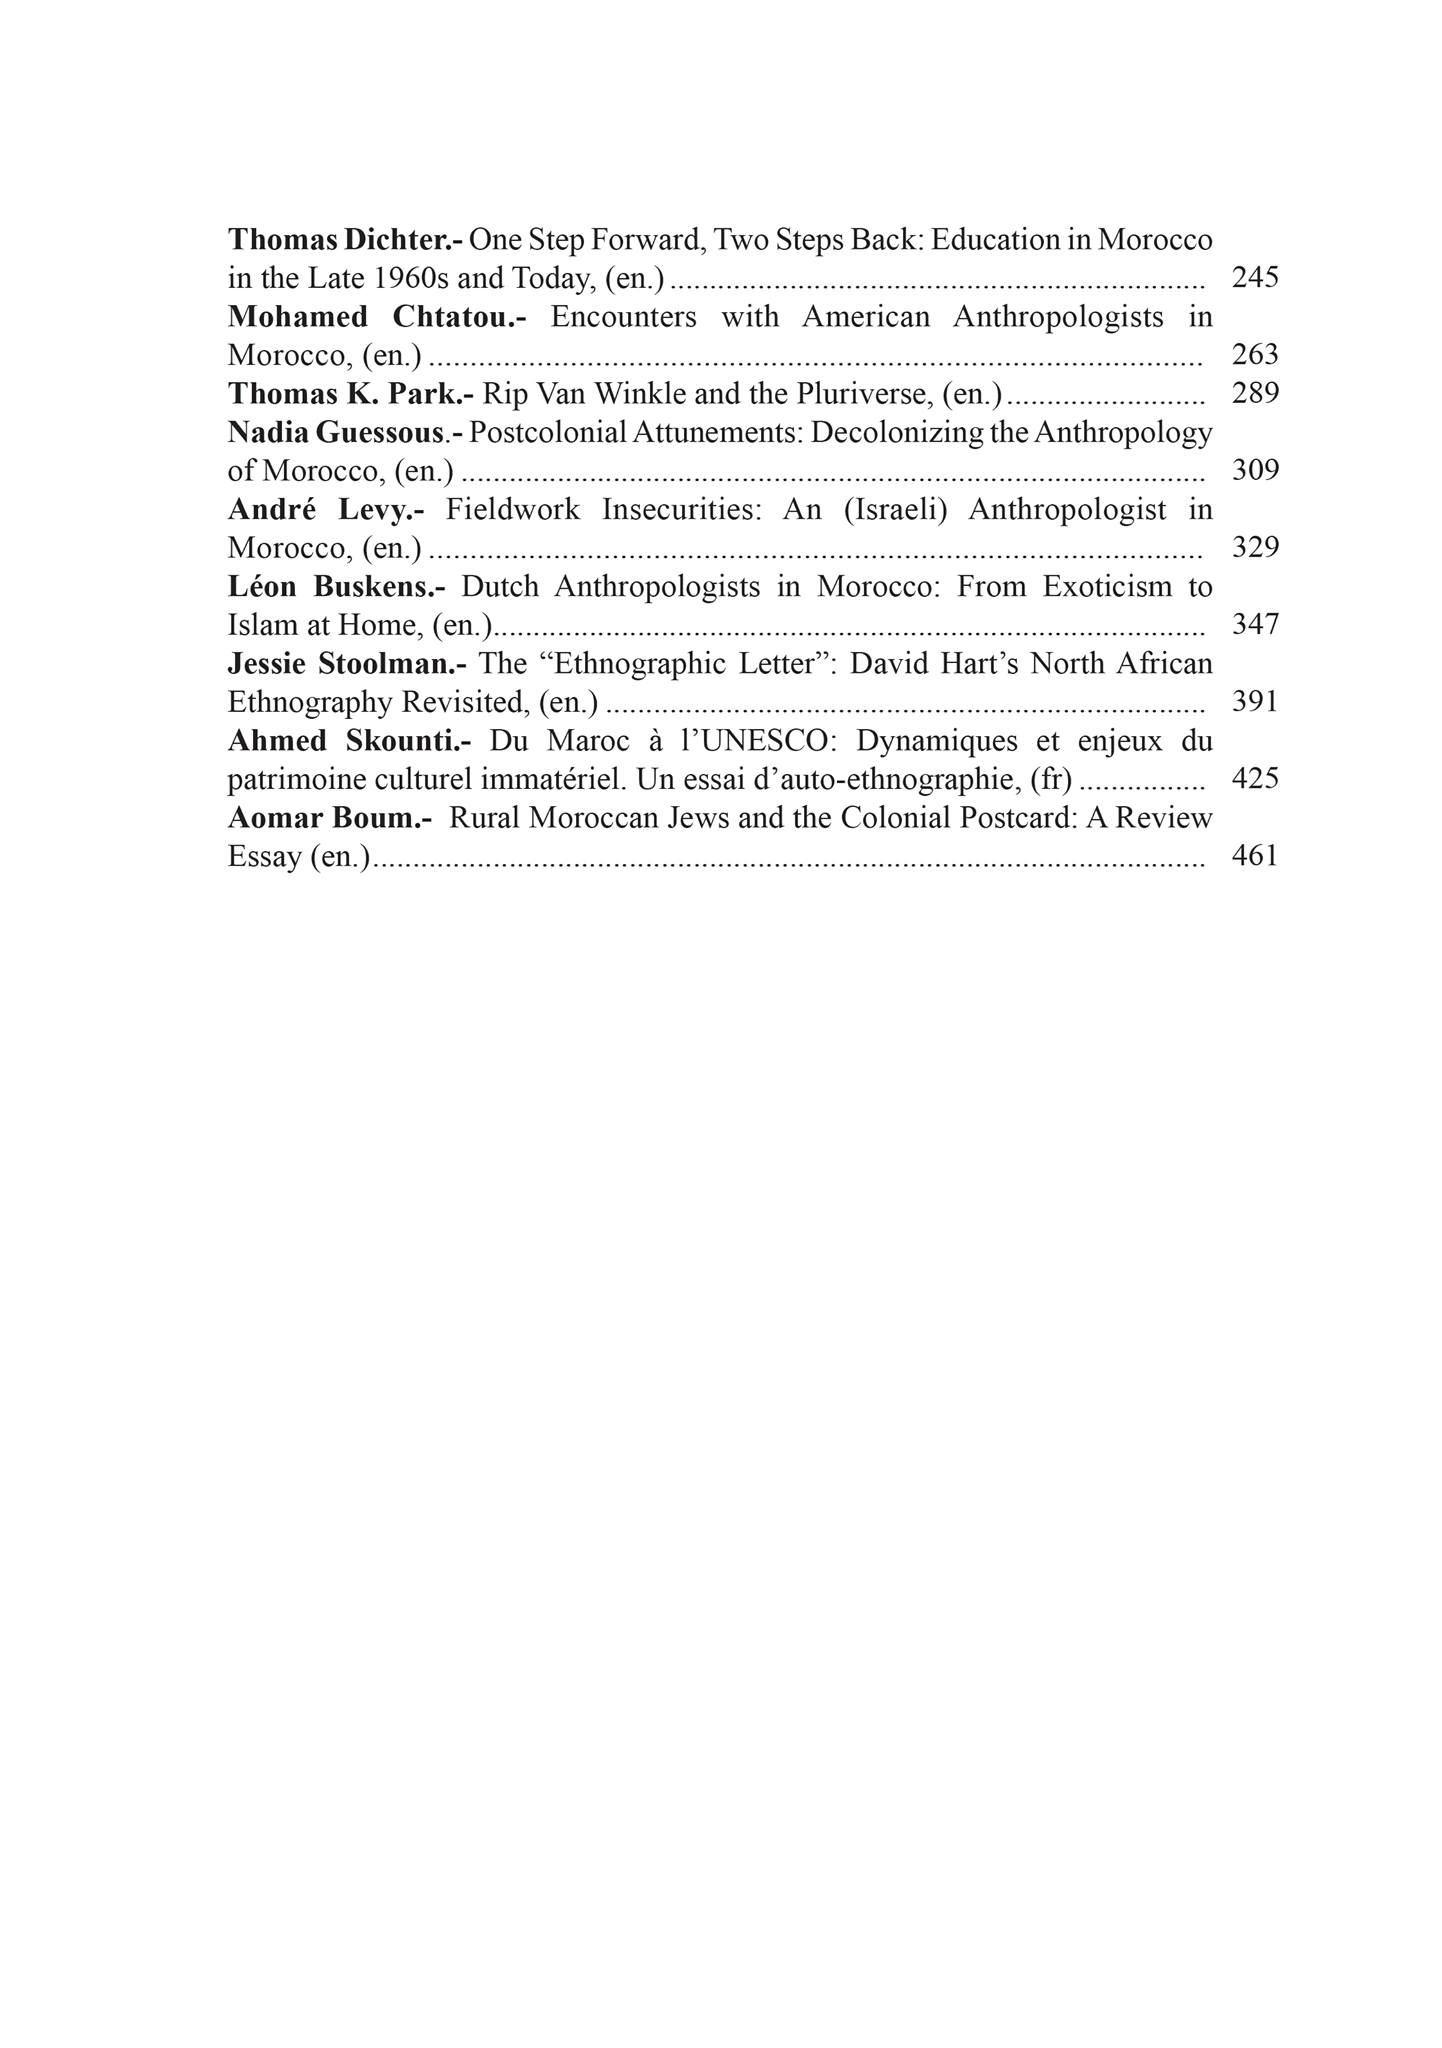 Thomas Dichter.- One Step Forward, Two Steps Back: Education in Morocco
in the Late 1960s and Today, (en.) ........................................................ 245
Mohamed Chtatou.- Encounters with American Anthropologists in
Morocco, (en.) ........................................................ 263
Thomas K. Park.- Rip Van Winkle and the Pluriverse, (en.) ........................ 289
Nadia Guessous.- Postcolonial Attunements: Decolonizing the Anthropology
of Morocco, (en.) ........................................................ 309
André Levy.- Fieldwork Insecurities: An (Israeli) Anthropologist in
Morocco, (en.) ........................................................ 329
Léon Buskens.- Dutch Anthropologists in Morocco: From Exoticism to
Islam at Home, (en.)........................................................ 347
Jessie Stoolman.- The “Ethnographic Letter”: David Hart’s North African
Ethnography Revisited, (en.) ........................................................ 391
Ahmed Skounti.- Du Maroc à l’UNESCO: Dynamiques et enjeux du
patrimoine culturel immatériel. Un essai d’auto-ethnographie, (fr) ................ 425
Aomar Boum.- Rural Moroccan Jews and the Colonial Postcard: A Review
Essay (en.)........................................................ 461